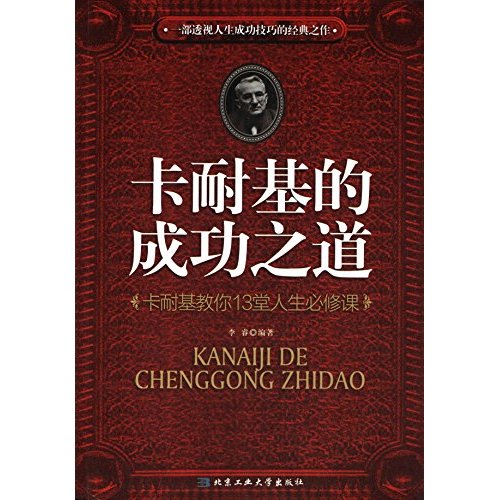 ·一部透视人生成功技巧的经典之作·
卡耐基的
成功之道
卡耐基教你13堂人生必修课
李 睿◎编著
KANAIJI DE
CHENGGONG ZHIDAO
北京工业大学出版社